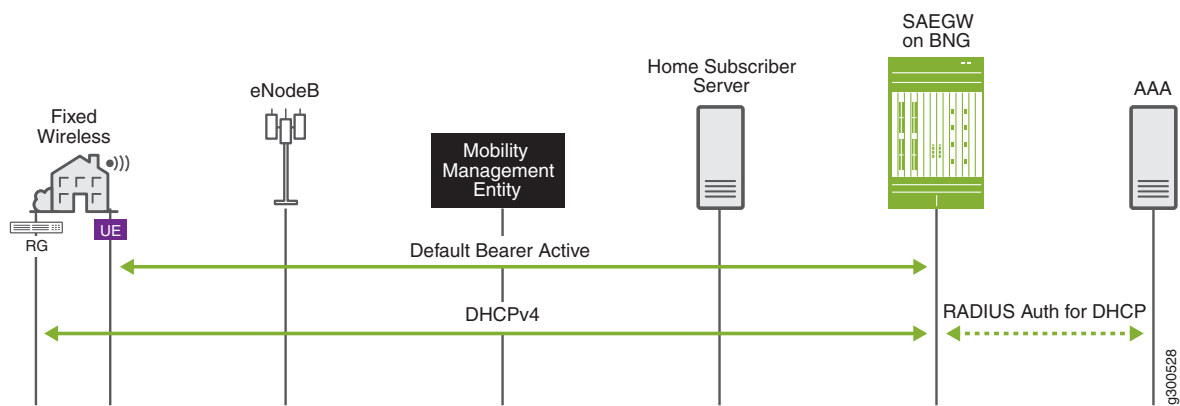 SAEGW
on BNG
Home Subscriber
Server
eNodeB
AAA
Fixed
Wireless
Mobility
Management
Entity
RG
UE
Default Bearer Active
DHCPv4
RADIUS Auth for DHCP
g300528